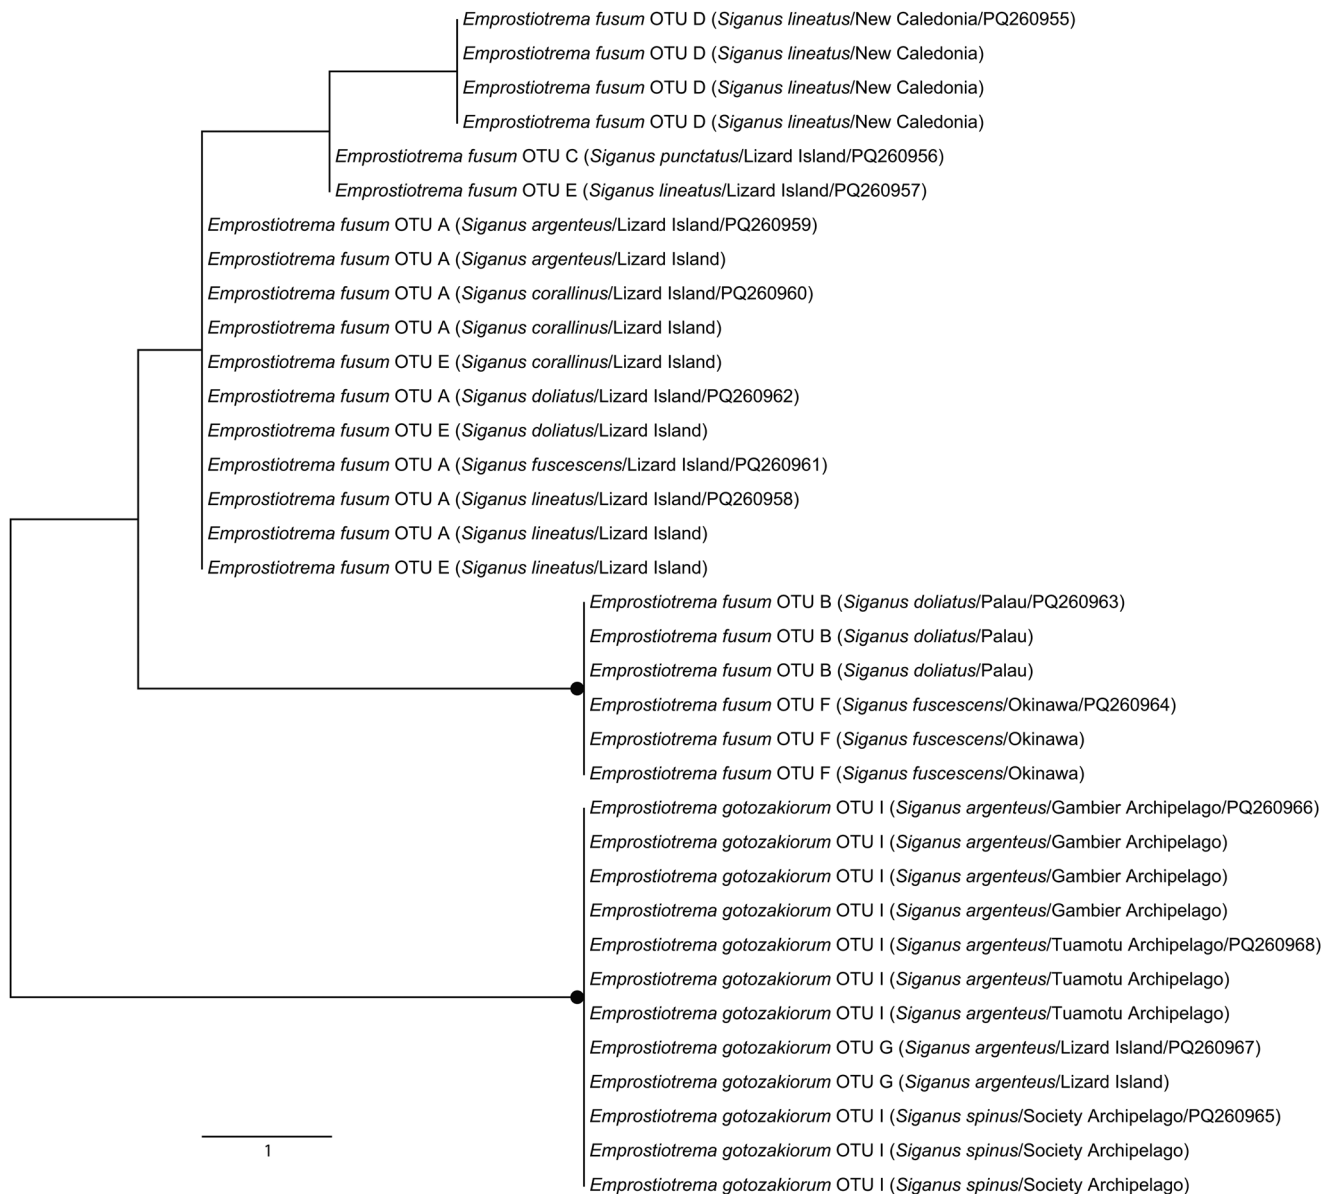 Emprostiotrema fusum OTU D (Siganus lineatus/New Caledonia/PQ260955)
Emprostiotrema fusum OTU D (Siganus lineatus/New Caledonia)
Emprostiotrema fusum OTU D (Siganus lineatus/New Caledonia)
Emprostiotrema fusum OTU D (Siganus lineatus/New Caledonia)
Emprostiotrema fusum OTU C (Siganus punctatus/Lizard Island/PQ260956)
Emprostiotrema fusum OTU E (Siganus lineatus/Lizard Island/PQ260957)
Emprostiotrema fusum OTU A (Siganus argenteus/Lizard Island/PQ260959)
Emprostiotrema fusum OTU A (Siganus argenteus/Lizard Island)
Emprostiotrema fusum OTU A (Siganus corallinus/Lizard Island/PQ260960)
Emprostiotrema fusum OTU A (Siganus corallinus/Lizard Island)
Emprostiotrema fusum OTU E (Siganus corallinus/Lizard Island)
Emprostiotrema fusum OTU A (Siganus doliatus/Lizard Island/PQ260962)
Emprostiotrema fusum OTU E (Siganus doliatus/Lizard Island)
Emprostiotrema fusum OTU A (Siganus fuscescens/Lizard Island/PQ260961)
Emprostiotrema fusum OTU A (Siganus lineatus/Lizard Island/PQ260958)
Emprostiotrema fusum OTU A (Siganus lineatus/Lizard Island)
Emprostiotrema fusum OTU E (Siganus lineatus/Lizard Island)
Emprostiotrema fusum OTU B (Siganus doliatus/Palau/PQ260963)
Emprostiotrema fusum OTU B (Siganus doliatus/Palau)
Emprostiotrema fusum OTU B (Siganus doliatus/Palau)
Emprostiotrema fusum OTU F (Siganus fuscescens/Okinawa/PQ260964)
Emprostiotrema fusum OTU F (Siganus fuscescens/Okinawa)
Emprostiotrema fusum OTU F (Siganus fuscescens/Okinawa)
Emprostiotrema gotozakiorum OTU I (Siganus argenteus/Gambier Archipelago/PQ260966)
Emprostiotrema gotozakiorum OTU I (Siganus argenteus/Gambier Archipelago)
Emprostiotrema gotozakiorum OTU I (Siganus argenteus/Gambier Archipelago)
Emprostiotrema gotozakiorum OTU I (Siganus argenteus/Gambier Archipelago)
Emprostiotrema gotozakiorum OTU I (Siganus argenteus/Tuamotu Archipelago/PQ260968)
Emprostiotrema gotozakiorum OTU I (Siganus argenteus/Tuamotu Archipelago)
Emprostiotrema gotozakiorum OTU I (Siganus argenteus/Tuamotu Archipelago)
Emprostiotrema gotozakiorum OTU G (Siganus argenteus/Lizard Island/PQ260967)
Emprostiotrema gotozakiorum OTU G (Siganus argenteus/Lizard Island)
Emprostiotrema gotozakiorum OTU I (Siganus spinus/Society Archipelago/PQ260965)
Emprostiotrema gotozakiorum OTU I (Siganus spinus/Society Archipelago)
Emprostiotrema gotozakiorum OTU I (Siganus spinus/Society Archipelago)
1